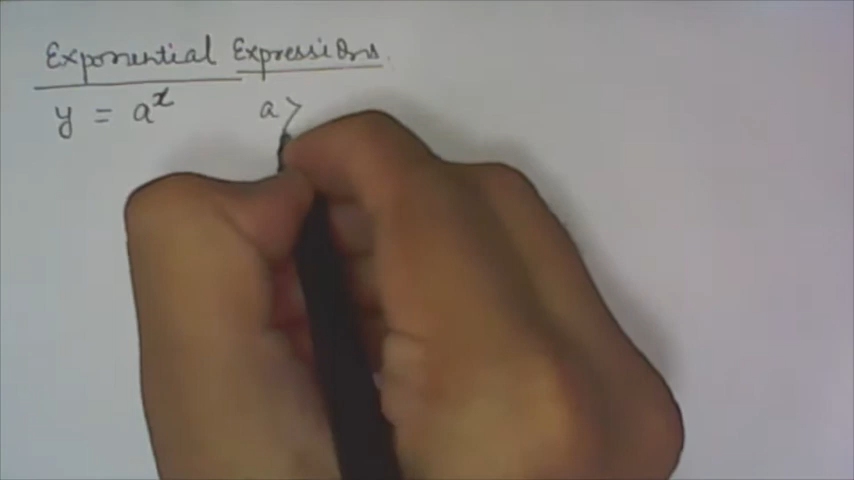 Exponential Expressions
y = a^x a >